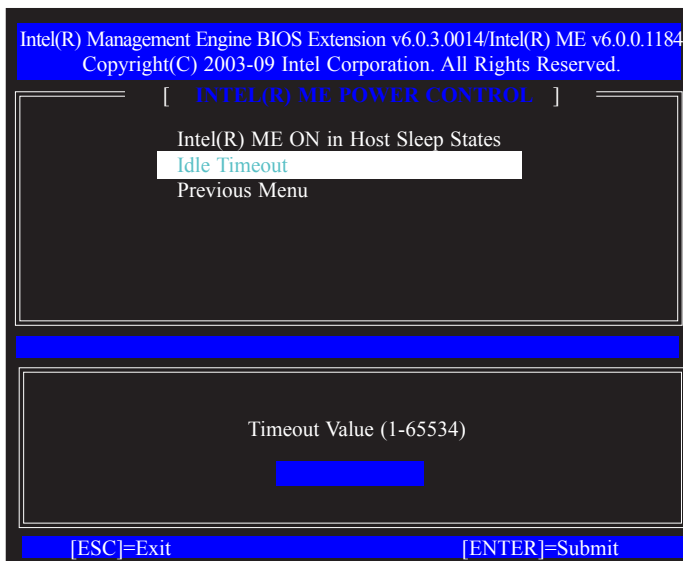 Intel(R) Management Engine BIOS Extension v6.0.3.0014/Intel(R) ME v6.0.0.1184
Copyright(C) 2003-09 Intel Corporation. All Rights Reserved.
[ INTEL(R) ME POWER CONTROL ]
Intel(R) ME ON in Host Sleep States
Idle Timeout
Previous Menu
Timeout Value (1-65534)
[ESC]=Exit [ENTER]=Submit